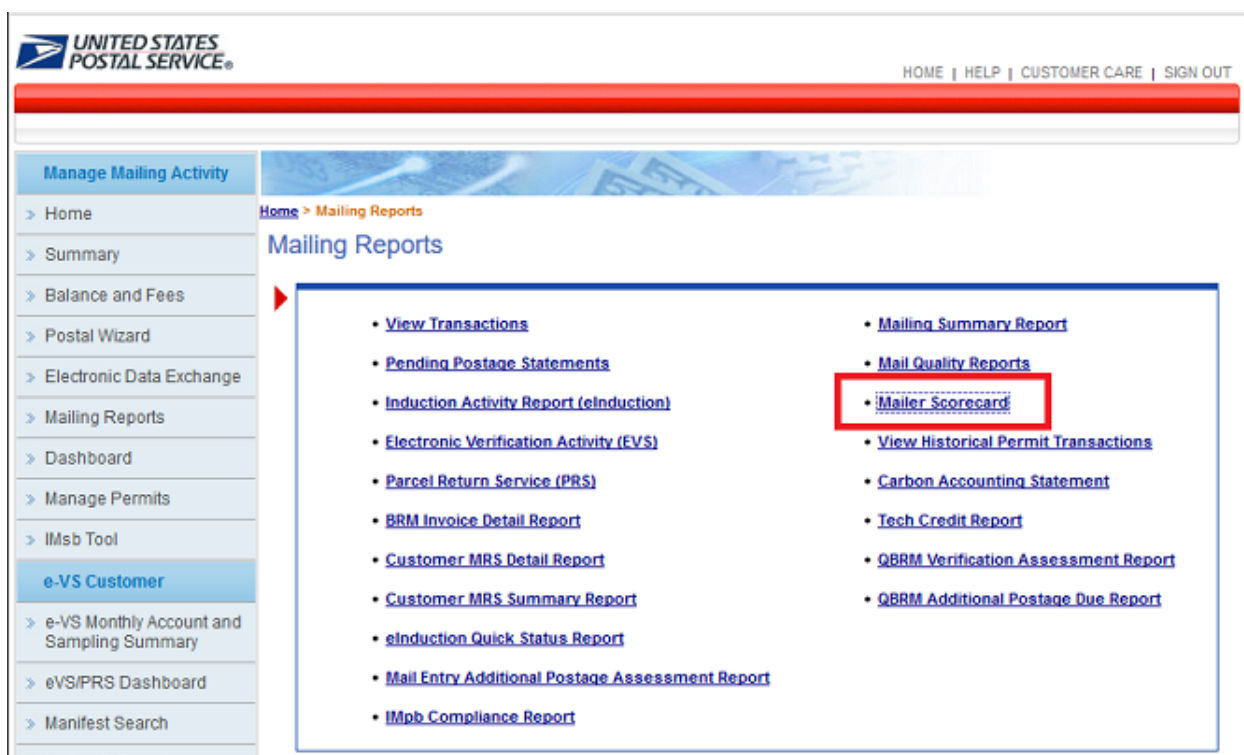 UNITED STATES
POSTAL SERVICE®
HOME | HELP | CUSTOMER CARE | SIGN OUT
Manage Mailing Activity
» Home
» Summary
» Balance and Fees
» Postal Wizard
» Electronic Data Exchange
» Mailing Reports
» Dashboard
» Manage Permits
» IMsb Tool
e-VS Customer
» e-VS Monthly Account and
Sampling Summary
» eVS/PRS Dashboard
» Manifest Search
Home > Mailing Reports
Mailing Reports
• View Transactions
• Pending Postage Statements
• Induction Activity Report (eInduction)
• Electronic Verification Activity (EVS)
• Parcel Return Service (PRS)
• BRM Invoice Detail Report
• Customer MRS Detail Report
• Customer MRS Summary Report
• eInduction Quick Status Report
• Mail Entry Additional Postage Assessment Report
• IMpb Compliance Report
• Mailing Summary Report
• Mail Quality Reports
• Mailer Scorecard
• View Historical Permit Transactions
• Carbon Accounting Statement
• Tech Credit Report
• QBRM Verification Assessment Report
• QBRM Additional Postage Due Report